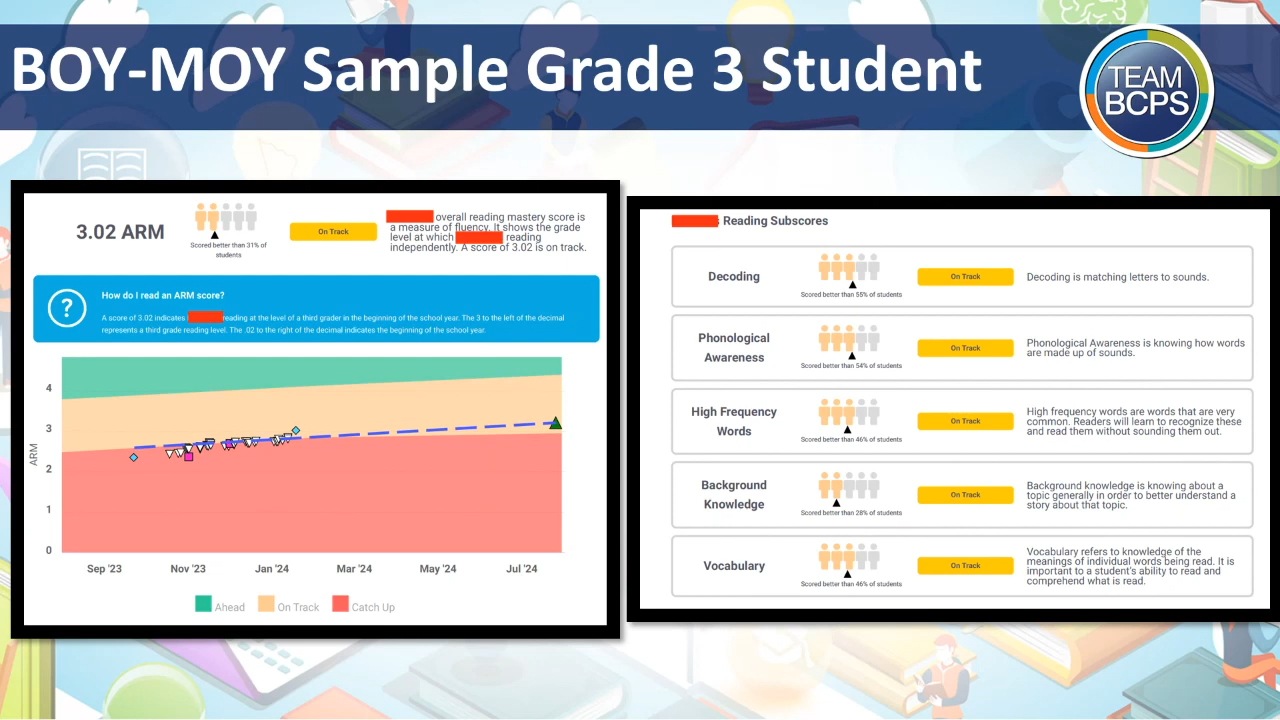 BOY-MOY Sample Grade 3 Student
TEAM
BCPS
3.02 ARM
Scored better than 31% of
students
On Track
overall reading mastery score is
a measure of fluency. It shows the grade
level at which reading
independently. A score of 3.02 is on track.
?
How do I read an ARM score?
A score of 3.02 indicates reading at the level of a third grader in the beginning of the school year. The 3 to the left of the decimal
represents a third grade reading level. The .02 to the right of the decimal indicates the beginning of the school year.
ARM
4
3
2
1
0
Sep '23 Nov '23 Jan '24 Mar '24 May '24 Jul '24
Ahead On Track Catch Up
Reading Subscores
Decoding
Scored better than 55% of students
On Track
Decoding is matching letters to sounds.
Phonological
Awareness
Scored better than 54% of students
On Track
Phonological Awareness is knowing how words
are made up of sounds.
High Frequency
Words
Scored better than 46% of students
On Track
High frequency words are words that are very
common. Readers will learn to recognize these
and read them without sounding them out.
Background
Knowledge
Scored better than 28% of students
On Track
Background knowledge is knowing about a
topic generally in order to better understand a
story about that topic.
Vocabulary
Scored better than 46% of students
On Track
Vocabulary refers to knowledge of the
meanings of individual words being read. It is
important to a student's ability to read and
comprehend what is read.